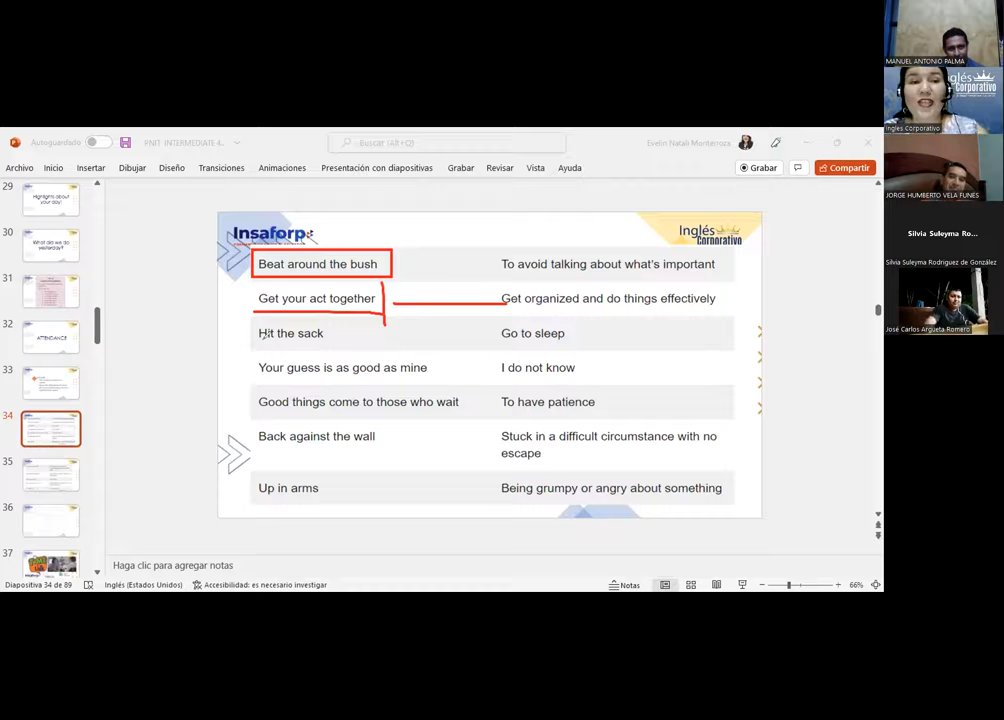 MANUEL ANTONIO PALMA
Inglés
Corporativo
Ingles Corporativo
JORGE HUMBERTO VELA FUNES
Silvia Suleyma Ro...
Silvia Suleyma Rodriguez de González
José Carlos Argueta Romero
Autoguardado
PNIT_INTERMEDIATE 4...
Buscar (Alt+Q)
Evelin Natali Monterroza
Archivo
Inicio
Insertar
Dibujar
Diseño
Transiciones
Animaciones
Presentación con diapositivas
Grabar
Revisar
Vista
Ayuda
Grabar
Compartir
29
Highlights about
your day!
30
What did we do
yesterday?
31
32
ATTENDANCE
33
34
35
36
37
Insaforp
Inglés
Corporativo
Beat around the bush
To avoid talking about what's important
Get your act together
Get organized and do things effectively
Hit the sack
Go to sleep
Your guess is as good as mine
I do not know
Good things come to those who wait
To have patience
Back against the wall
Stuck in a difficult circumstance with no
escape
Up in arms
Being grumpy or angry about something
Haga clic para agregar notas
Diapositiva 34 de 89
Inglés (Estados Unidos)
Accesibilidad: es necesario investigar
Notas
66%